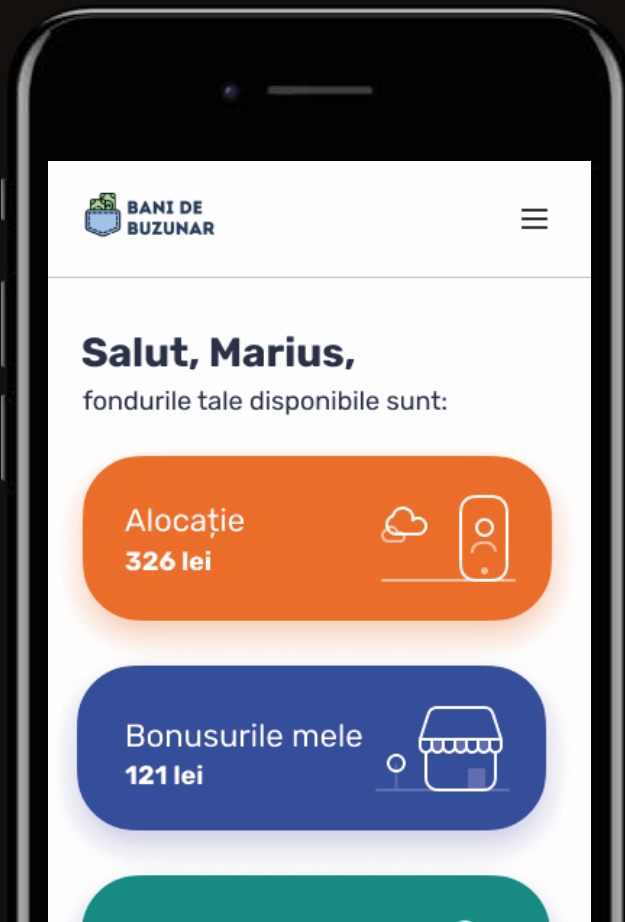 BANI DE
BUZUNAR
Salut, Marius,
fondurile tale disponibile sunt:
Alocație
326 lei
Bonusurile mele
121 lei